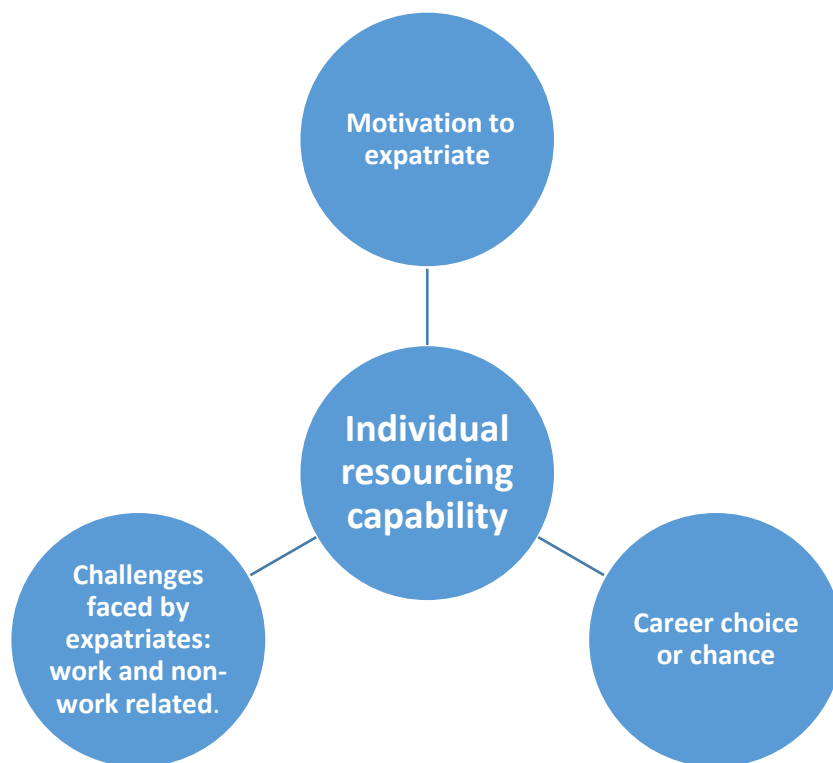 Motivation to
expatriate
Individual
resourcing
capability
Challenges
faced by
expatriates:
work and non-
work related.
Career choice
or chance